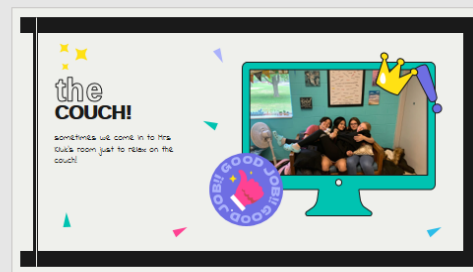 the
COUCH!
sometimes we come in to Mrs
room just to relax on the
couch!
GOOD JOB!! GOOD JOB!!